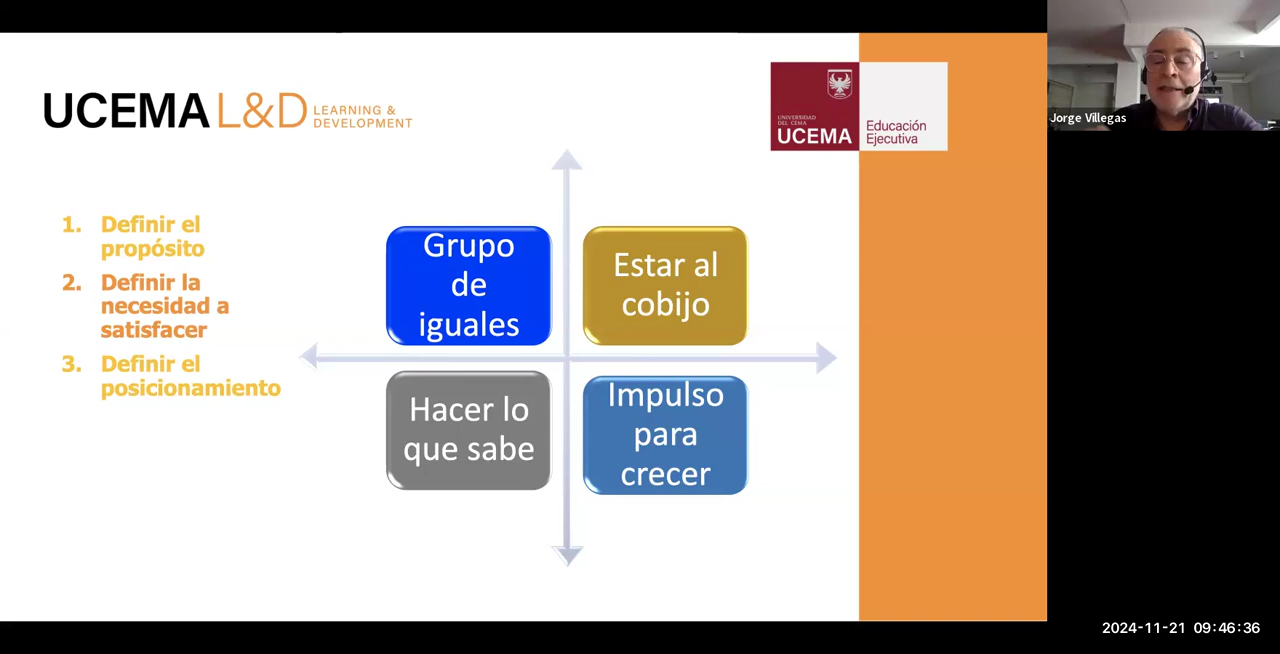 UCEMA L&D LEARNING &
DEVELOPMENT
UNIVERSIDAD
DEL CEMA
UCEMA
Educación
Ejecutiva
Jorge Villegas
1. Definir el
propósito
2. Definir la
necesidad a
satisfacer
3. Definir el
posicionamiento
Grupo
de
iguales
Estar al
cobijo
Hacer lo
que sabe
Impulso
para
crecer
2024-11-21 09:46:36